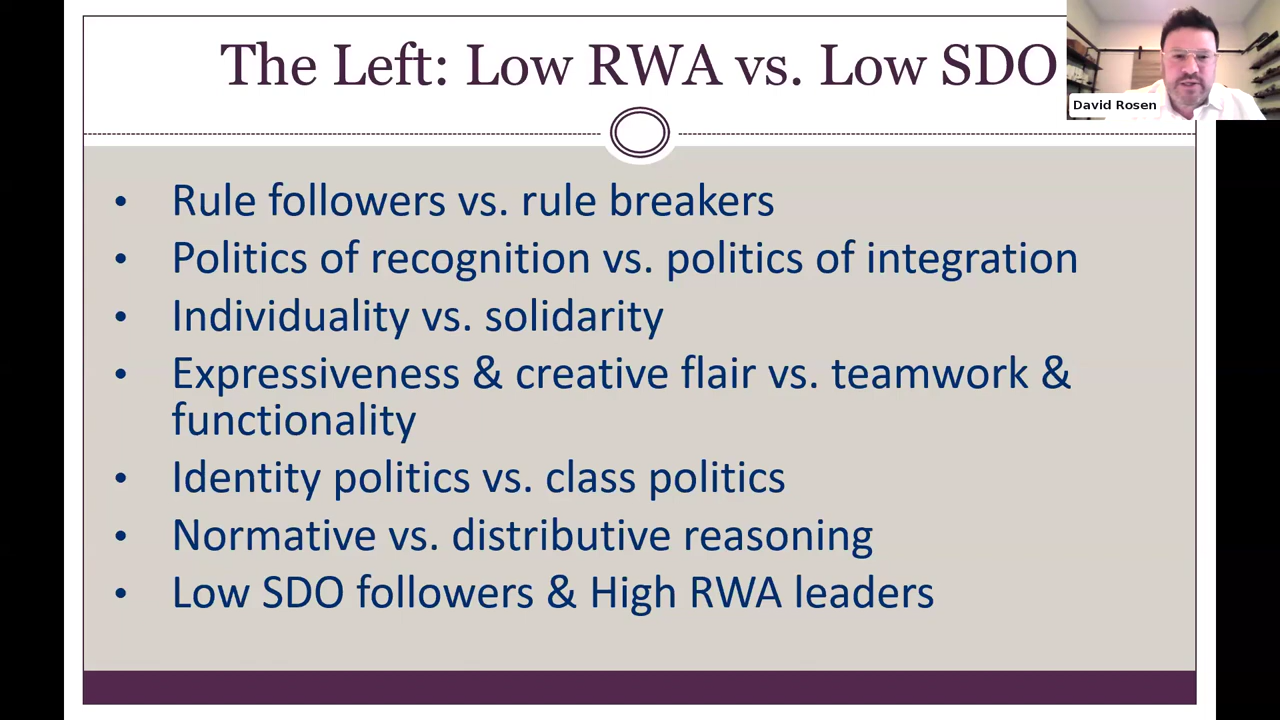 The Left: Low RWA vs. Low SDO
David Rosen
• Rule followers vs. rule breakers
• Politics of recognition vs. politics of integration
• Individuality vs. solidarity
• Expressiveness & creative flair vs. teamwork &
functionality
• Identity politics vs. class politics
• Normative vs. distributive reasoning
• Low SDO followers & High RWA leaders